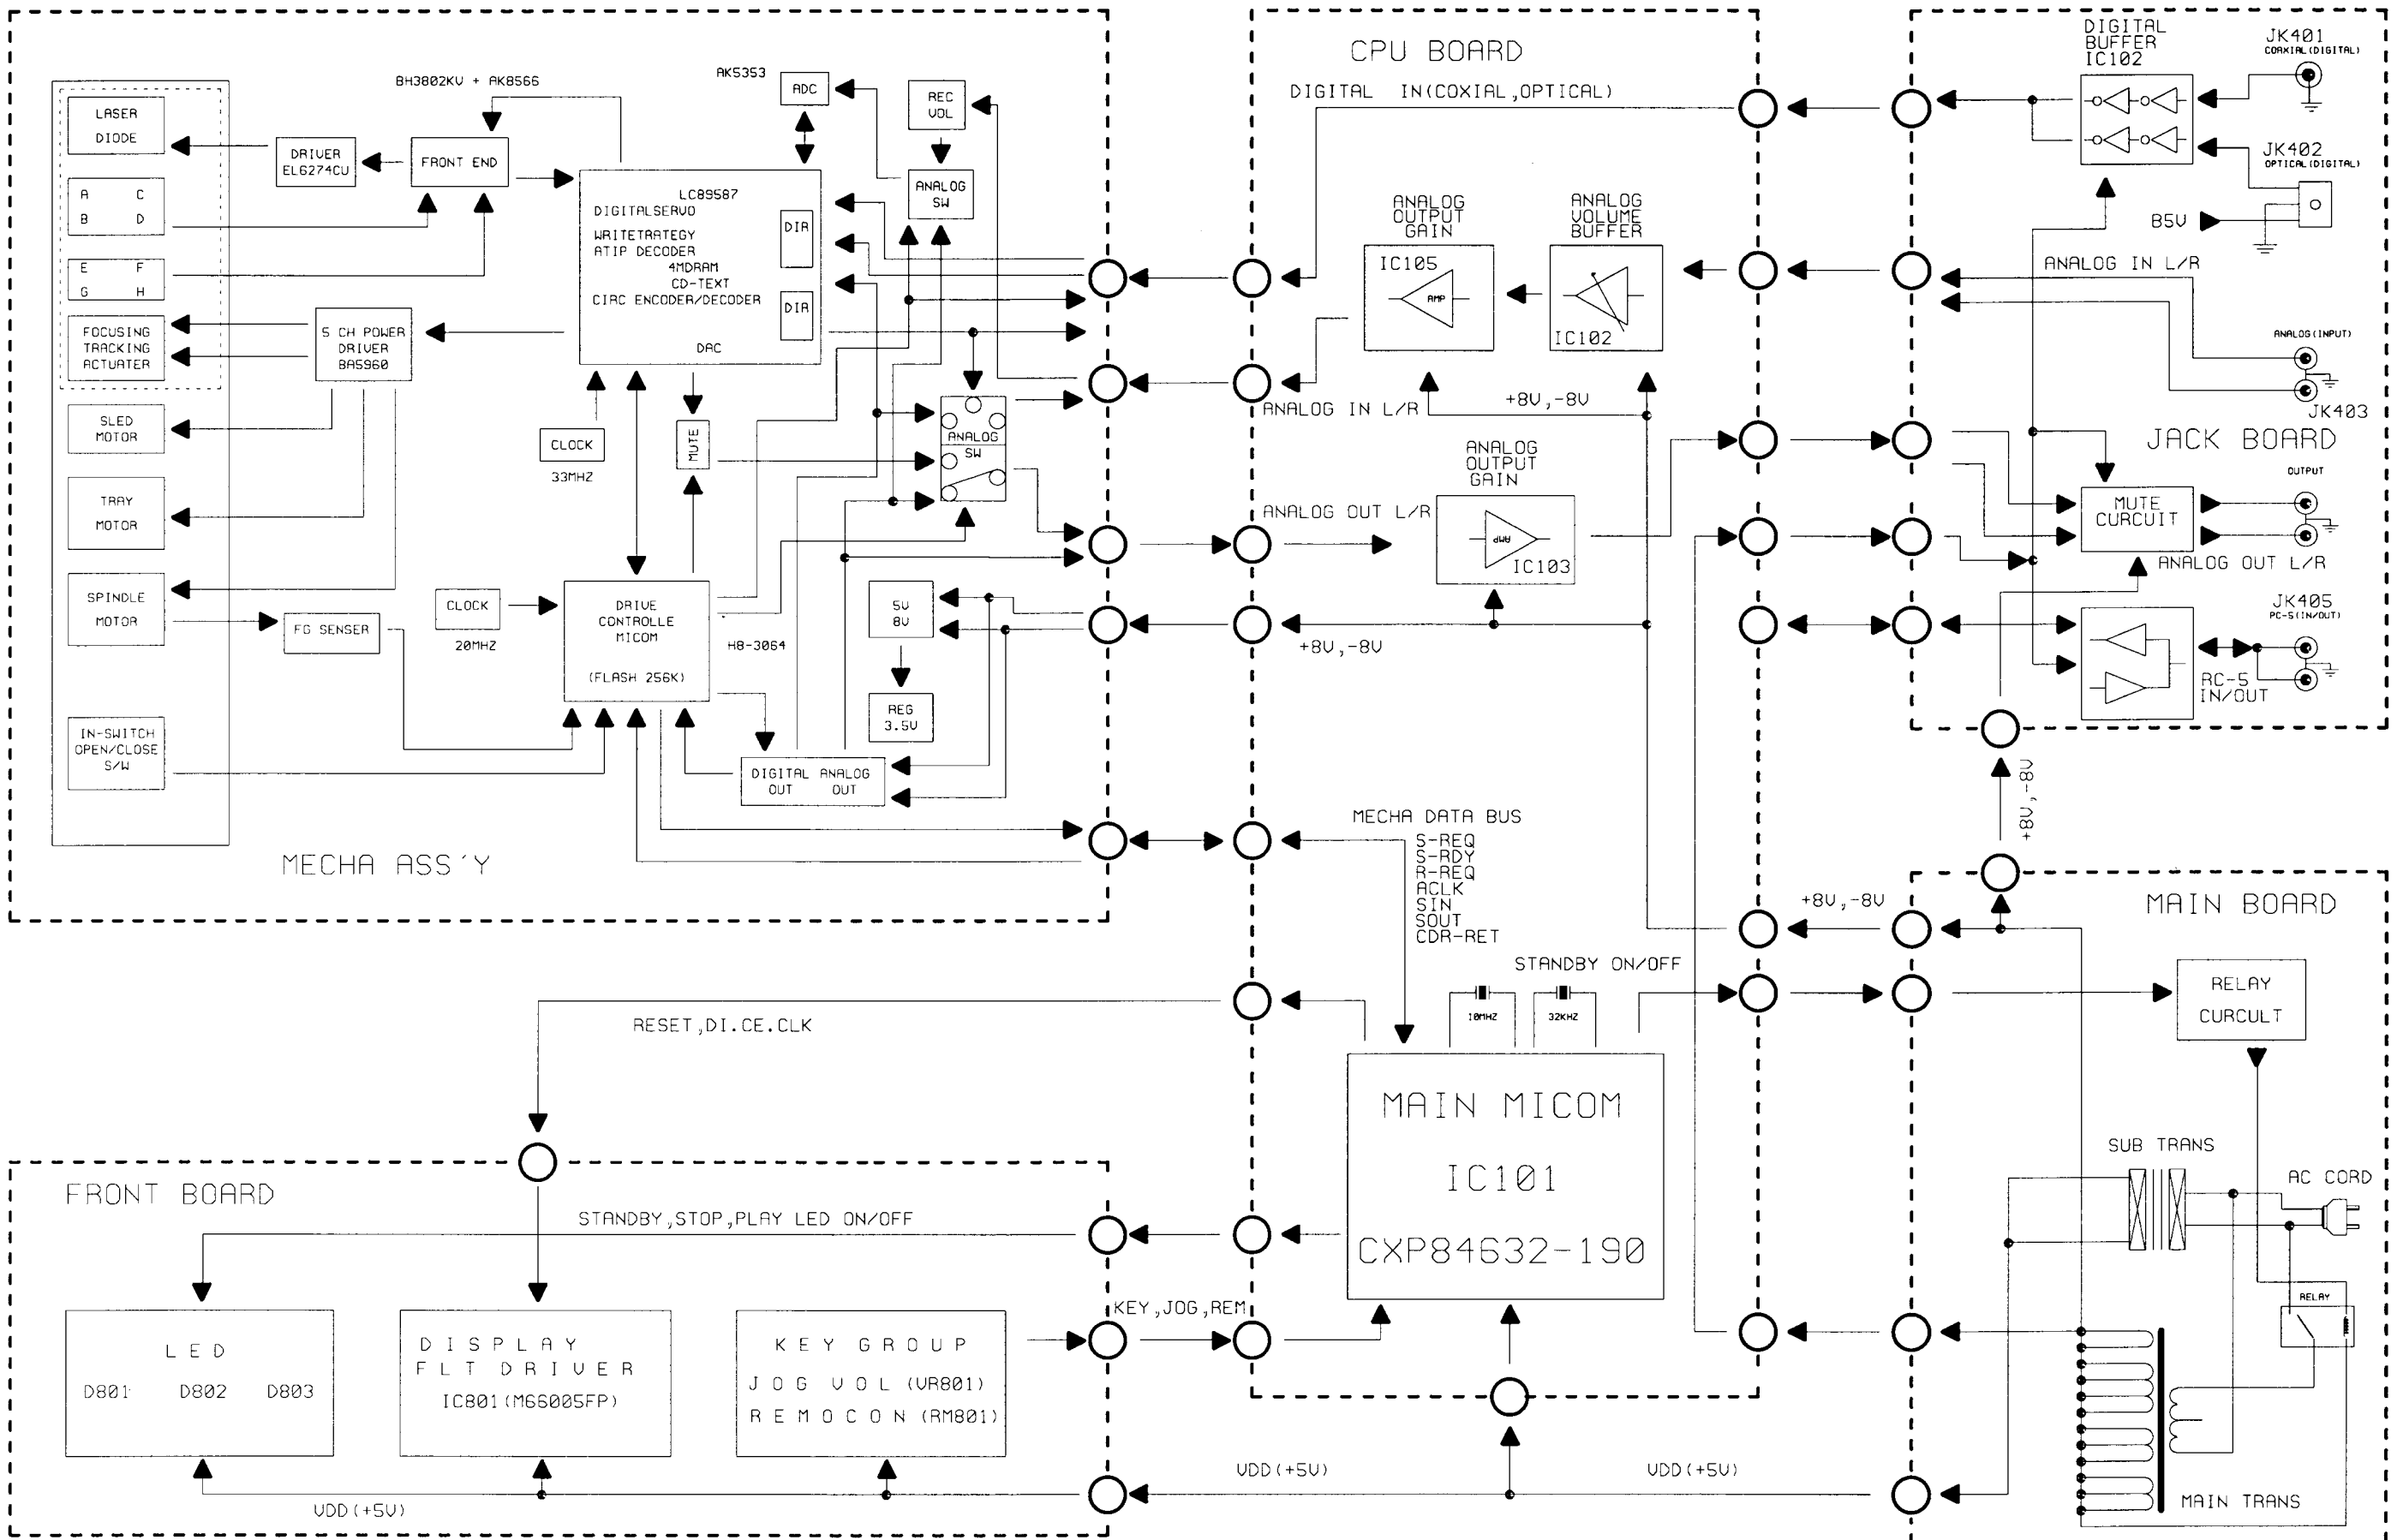 BH3802KV + AK8566
LASER
DIODE
DRIVER
EL6274CU
FRONT END
AK5353
ADC
REC
VOL
ANALOG
SW
A C
B D
E F
G H
LC89587
DIGITALSERVO
WRITETRATEGY
ATIP DECODER
4MDRAM
CD-TEXT
CIRC ENCODER/DECODER
DAC
DIR
DIR
FOCUSING
TRACKING
ACTUATER
5 CH POWER
DRIVER
BA5960
SLED
MOTOR
TRAY
MOTOR
SPINDLE
MOTOR
FG SENSER
IN-SWITCH
OPEN/CLOSE
S/W
CLOCK
33MHZ
MUTE
ANALOG
SW
CLOCK
20MHZ
DRIVE
CONTROLLE
MICOM
(FLASH 256K)
H8-3064
5V
8V
REG
3.5V
DIGITAL ANALOG
OUT OUT
MECHA ASS'Y
CPU BOARD
DIGITAL IN(COXIAL,OPTICAL)
ANALOG
OUTPUT
GAIN
IC105
AMP
ANALOG
VOLUME
BUFFER
IC102
ANALOG IN L/R
+8V,-8V
ANALOG
OUTPUT
GAIN
ANALOG OUT L/R
AMP
IC103
+8V,-8V
MECHA DATA BUS
S-REQ
S-RDY
R-REQ
ACLK
SIN
SOUT
CDR-RET
STANDBY ON/OFF
10MHZ
32KHZ
MAIN MICOM
IC101
CXP84632-190
DIGITAL
BUFFER
IC102
JK401
COAXIAL(DIGITAL)
JK402
OPTICAL(DIGITAL)
B5V
ANALOG IN L/R
ANALOG(INPUT)
JK403
JACK BOARD
OUTPUT
MUTE
CURCUIT
ANALOG OUT L/R
JK405
PC-5(IN/OUT)
RC-5
IN/OUT
+8V,-8V
+8V,-8V
MAIN BOARD
RELAY
CURCULT
SUB TRANS
AC CORD
RELAY
MAIN TRANS
RESET,DI.CE.CLK
FRONT BOARD
STANDBY,STOP,PLAY LED ON/OFF
KEY,JOG,REM
LED
D801 D802 D803
DISPLAY
FLT DRIVER
IC801(M66005FP)
KEY GROUP
JOG VOL (VR801)
REMOCON (RM801)
VDD(+5V)
VDD(+5V)
VDD(+5V)